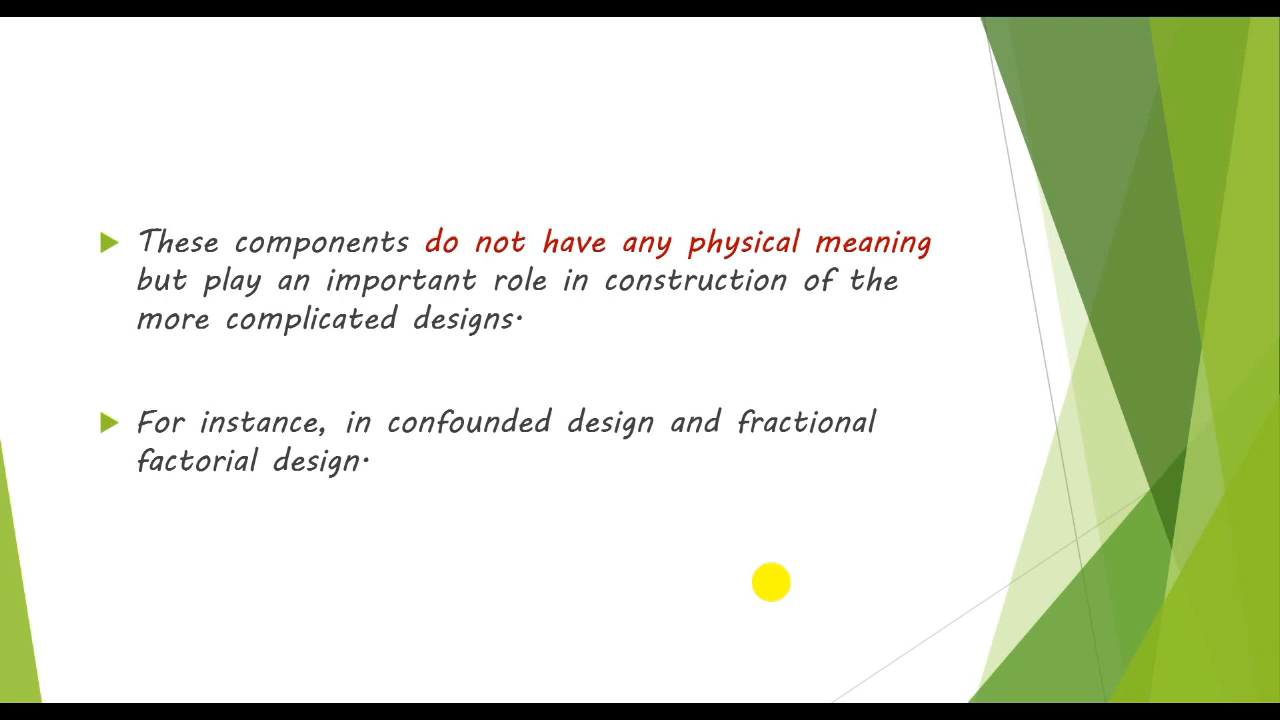 These components do not have any physical meaning
but play an important role in construction of the
more complicated designs.
For instance, in confounded design and fractional
factorial design.